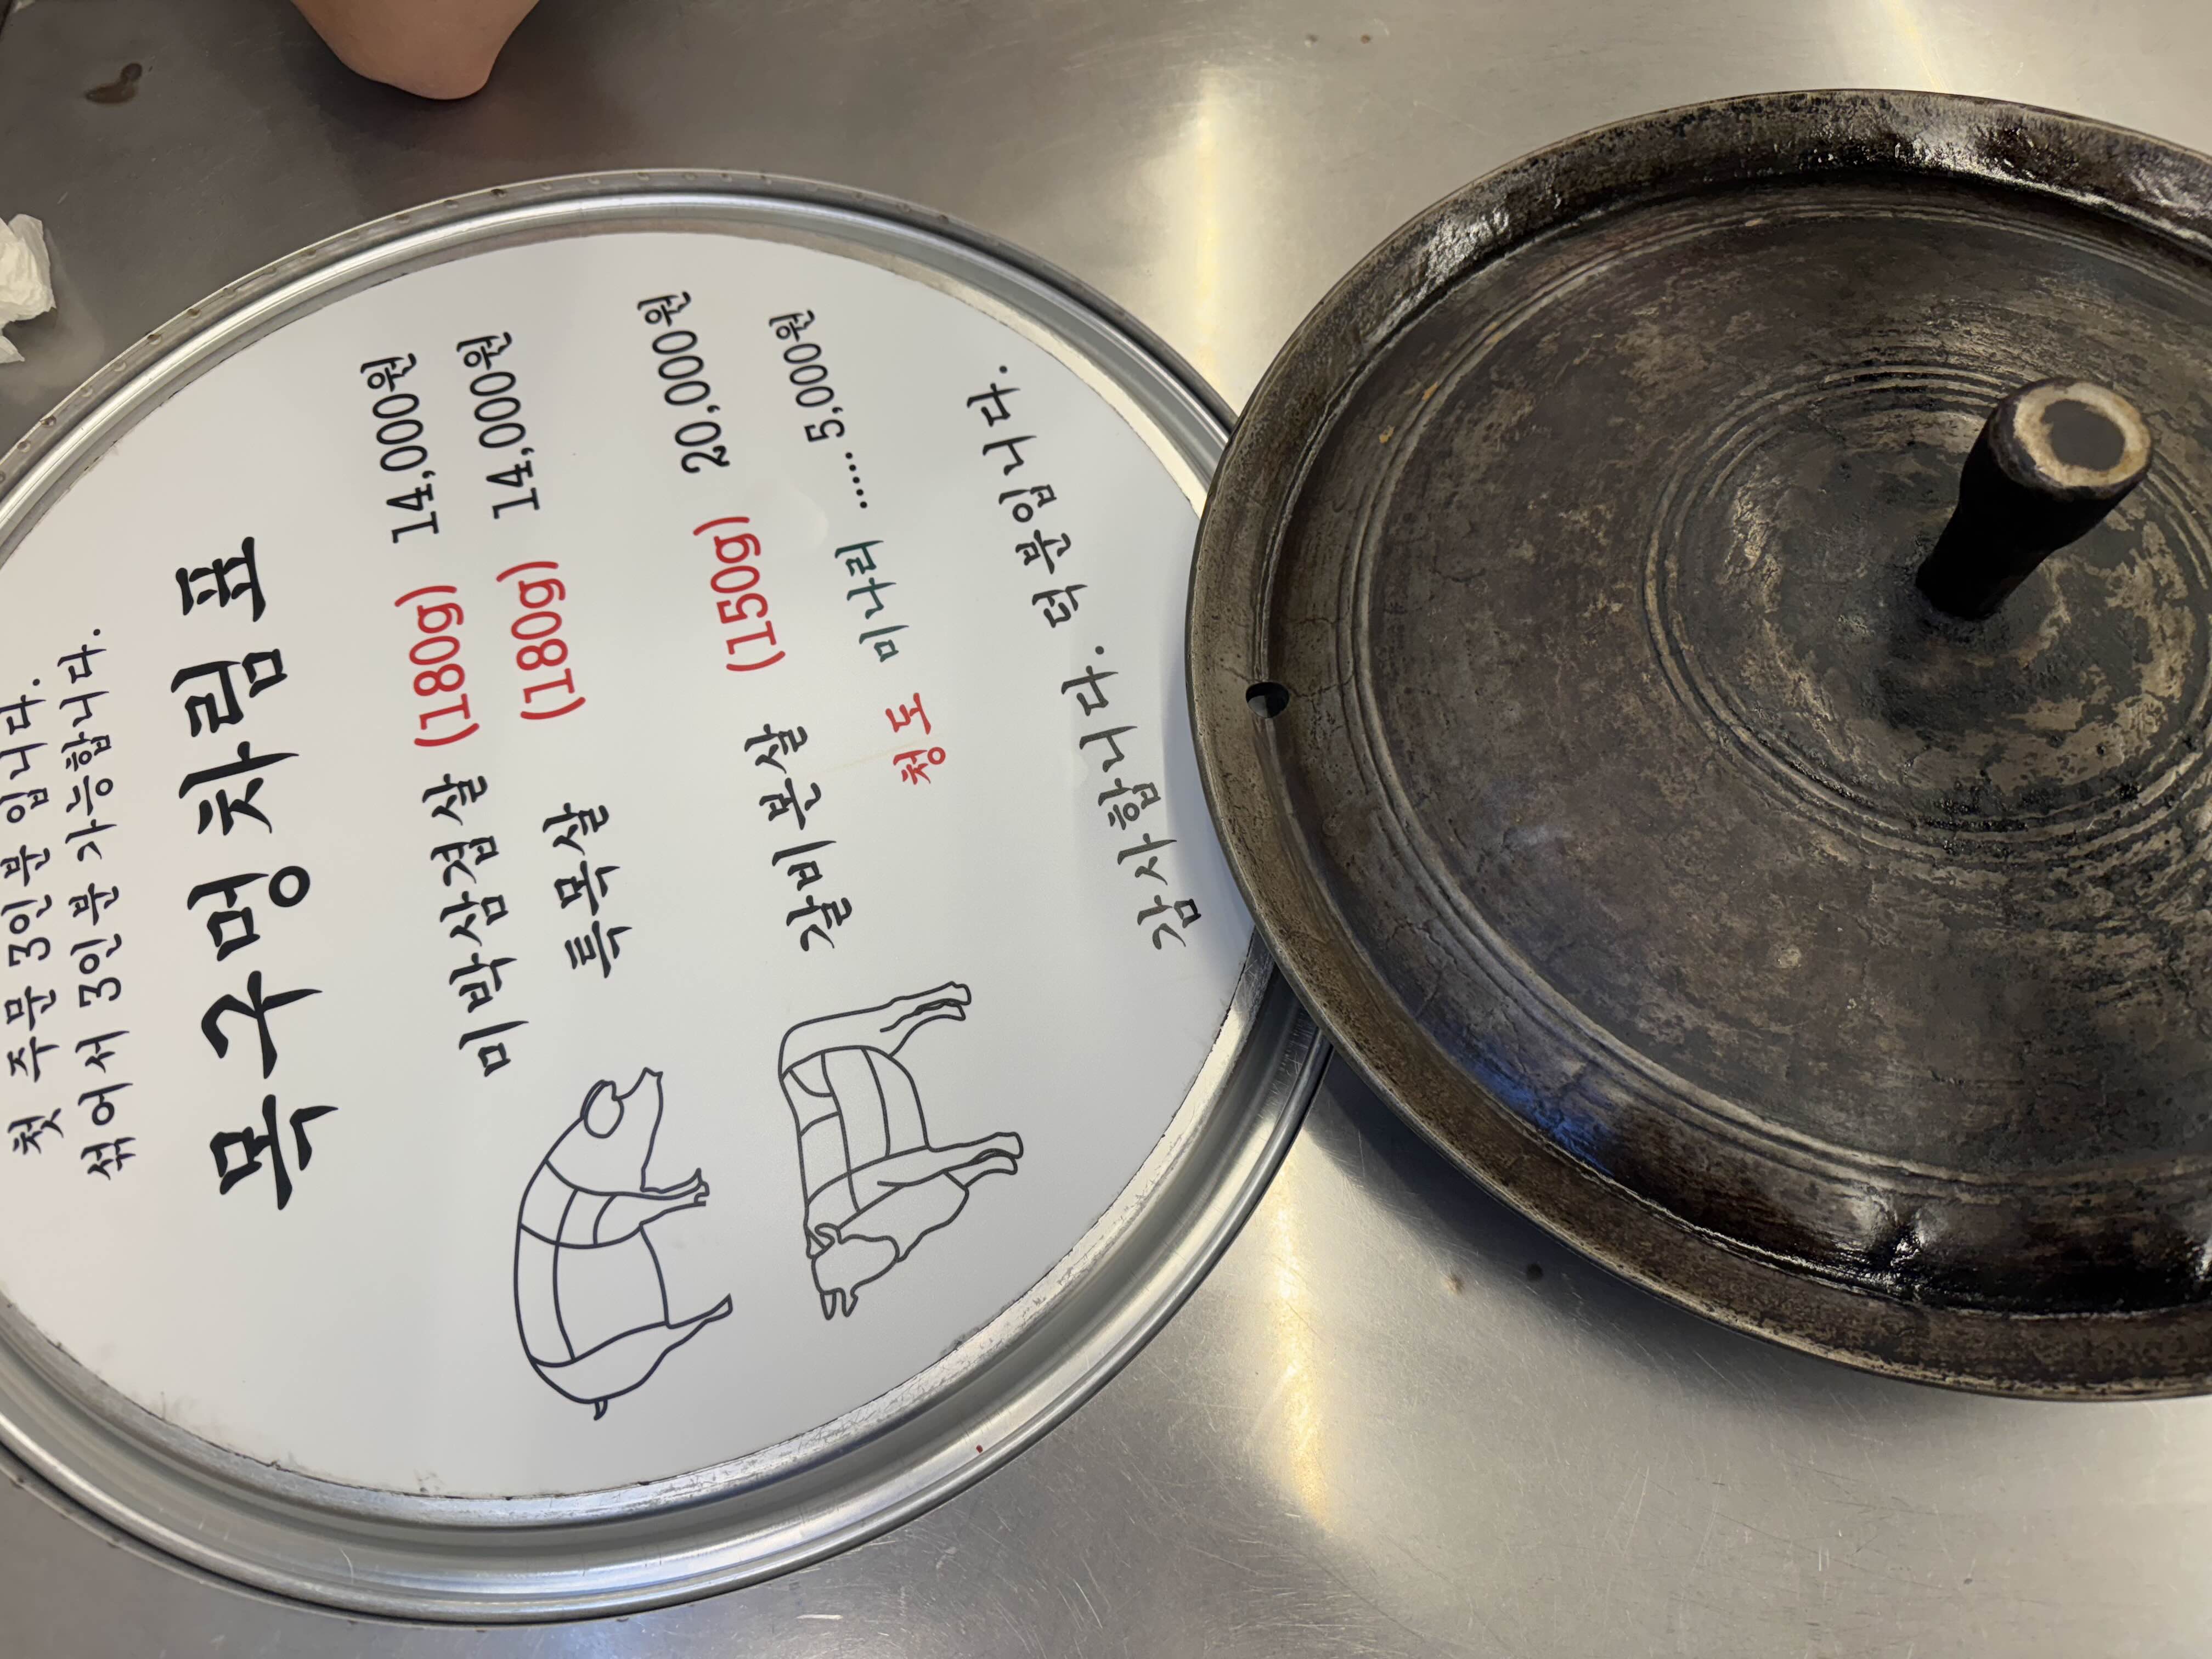 첫 주문 3인분 입니다.
섞어서 3인분 가능합니다.
목구멍 차림표
미박삼겹살 (180g) 14,000원
특목살 (180g) 14,000원
갈비본살 (150g) 20,000원
청도 미나리 ..... 5,000원
감사합니다. 덕분입니다.